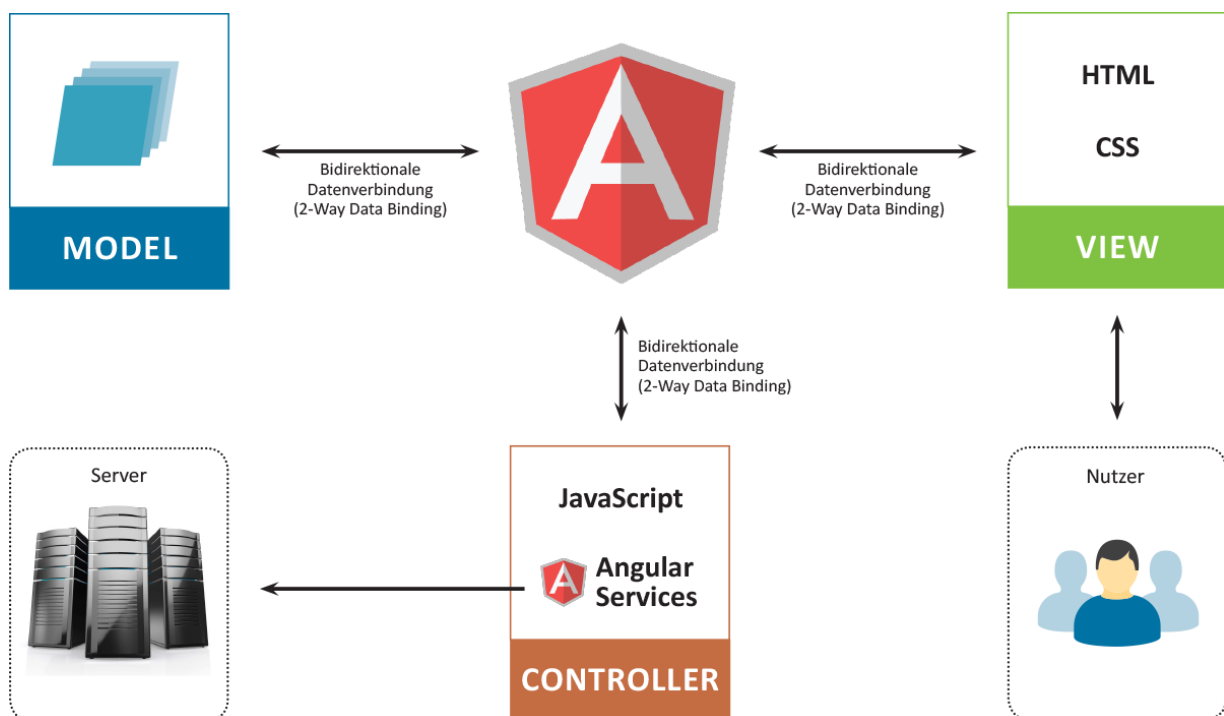 HTML
CSS
MODEL
Bidirektionale
Datenverbindung
(2-Way Data Binding)
A
Bidirektionale
Datenverbindung
(2-Way Data Binding)
VIEW
Bidirektionale
Datenverbindung
(2-Way Data Binding)
Server
JavaScript
A
Angular
Services
CONTROLLER
Nutzer